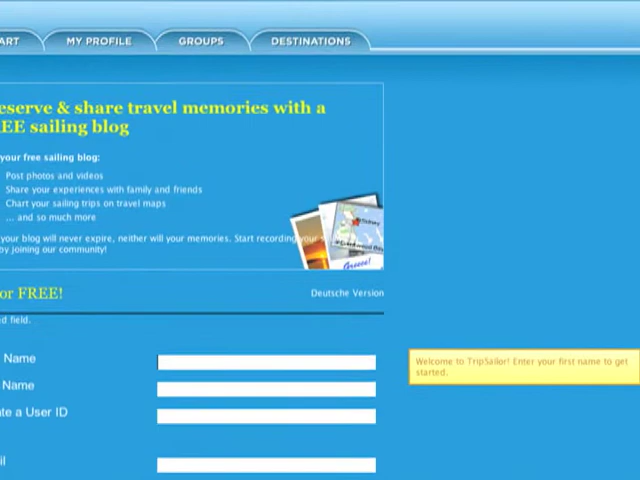 ART MY PROFILE GROUPS DESTINATIONS
eserve & share travel memories with a
EE sailing blog
your free sailing blog:
Post photos and videos
Share your experiences with family and friends
Chart your sailing trips on travel maps
... and so much more
your blog will never expire, neither will your memories. Start recording your
by joining our community!
Sidney
Greece!
or FREE!
Deutsche Version
d field.
Name
Welcome to TripSailor! Enter your first name to get
started.
Name
te a User ID
il